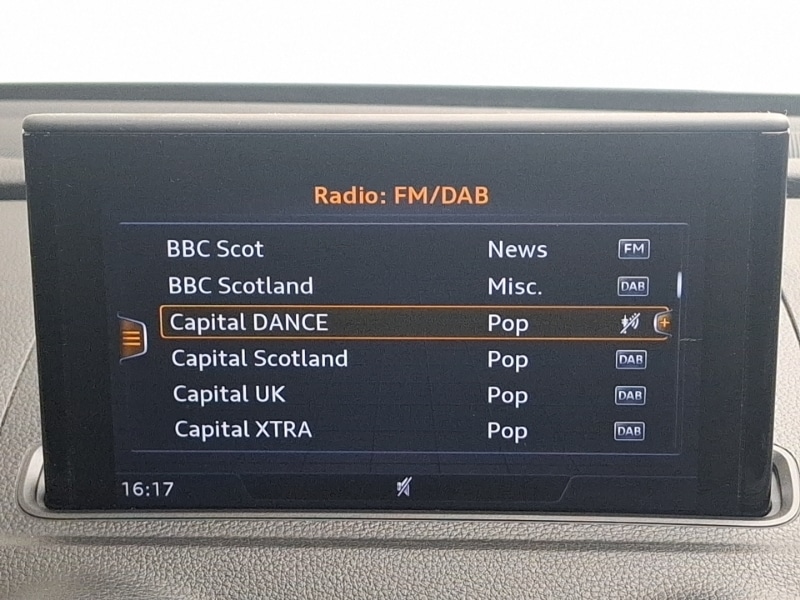 Radio: FM/DAB
BBC Scot News FM
BBC Scotland Misc. DAB
Capital DANCE Pop
Capital Scotland Pop DAB
Capital UK Pop DAB
Capital XTRA Pop DAB
16:17